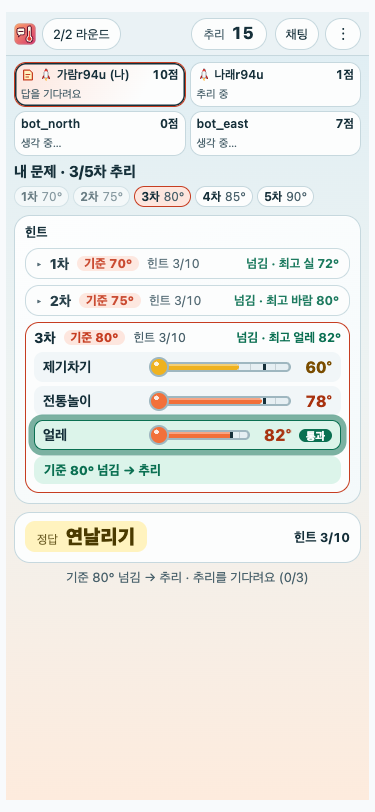 2/2 라운드
추리 15
채팅
⋮
가람r94u (나) 10점
답을 기다려요
나래r94u 1점
추리 중
bot_north 0점
생각 중...
bot_east 7점
생각 중...
내 문제 · 3/5차 추리
1차 70° 2차 75° 3차 80° 4차 85° 5차 90°
힌트
▸ 1차 기준 70° 힌트 3/10 넘김 · 최고 실 72°
▸ 2차 기준 75° 힌트 3/10 넘김 · 최고 바람 80°
3차 기준 80° 힌트 3/10 넘김 · 최고 얼레 82°
제기차기 60°
전통놀이 78°
얼레 82° 통과
기준 80° 넘김 → 추리
정답 연날리기 힌트 3/10
기준 80° 넘김 → 추리 · 추리를 기다려요 (0/3)